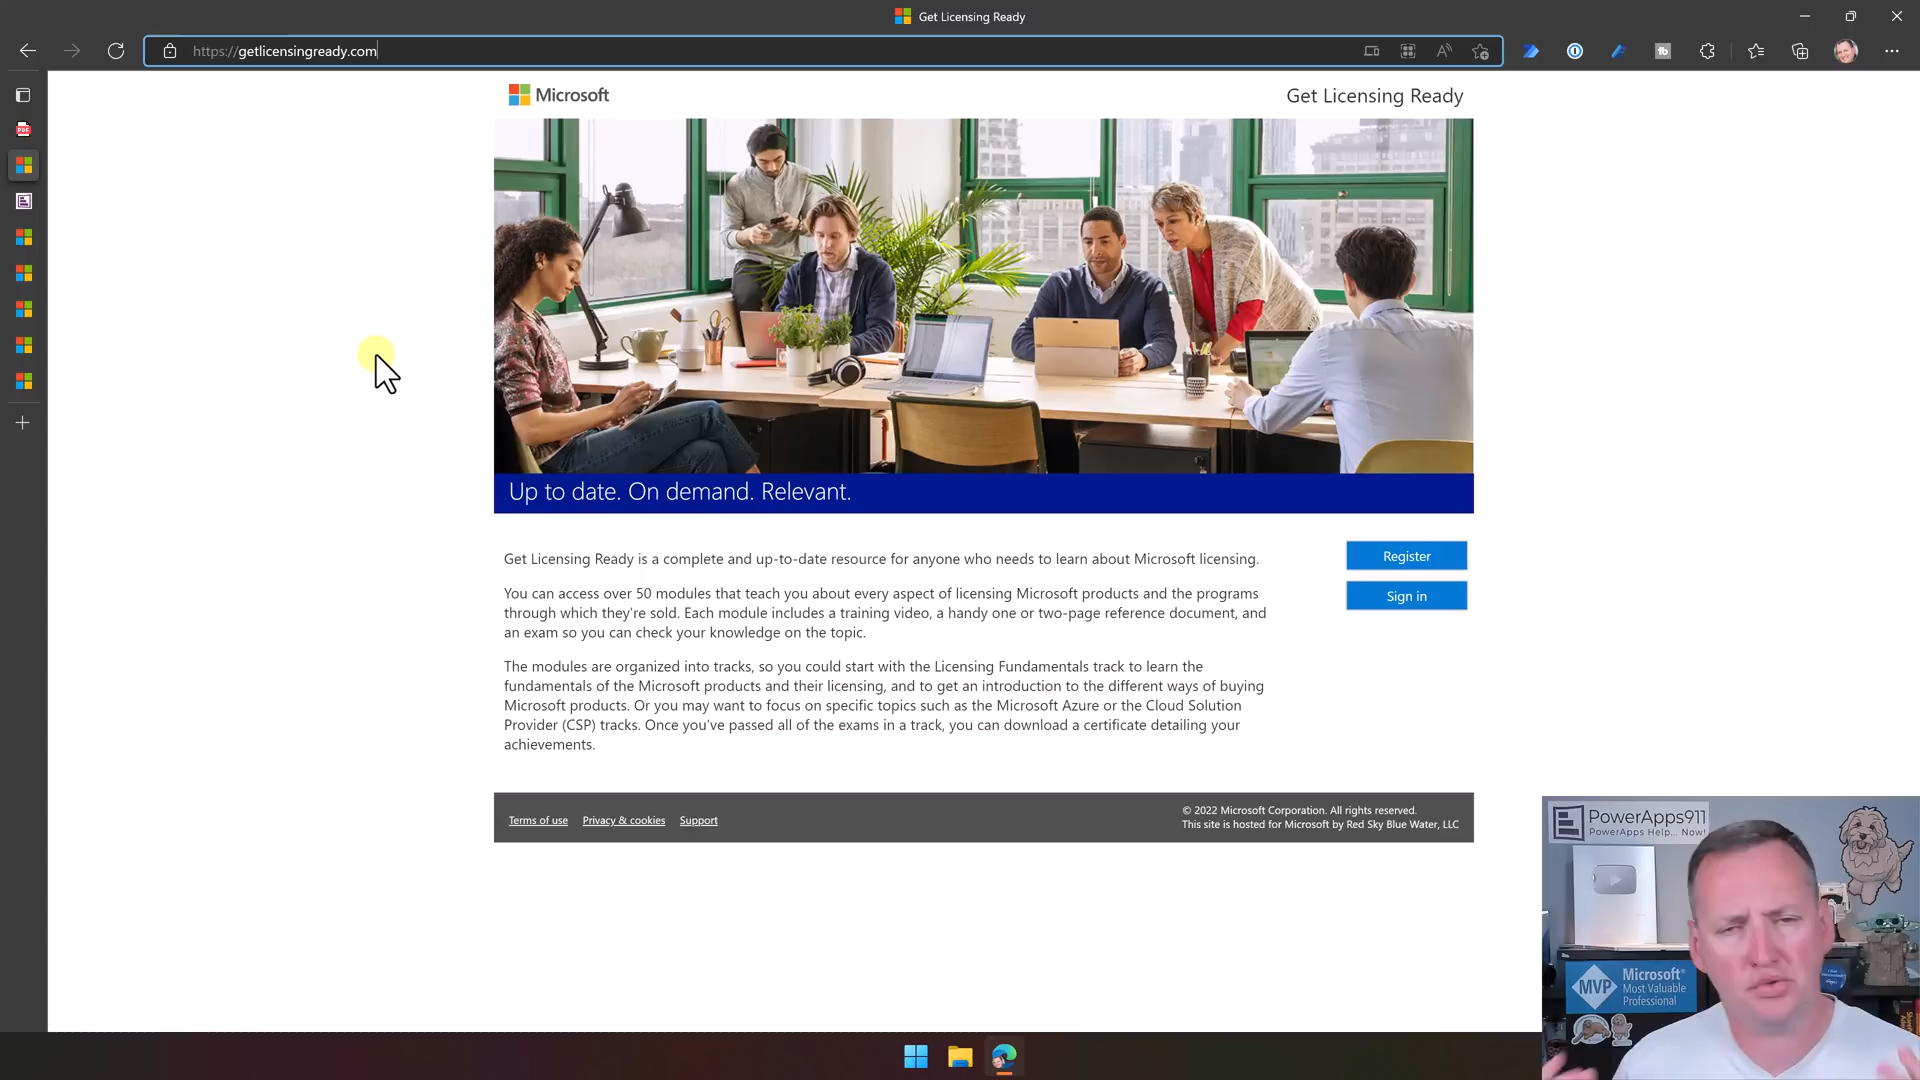 Get Licensing Ready
https://getlicensingready.com
Microsoft
Get Licensing Ready
Up to date. On demand. Relevant.
Get Licensing Ready is a complete and up-to-date resource for anyone who needs to learn about Microsoft licensing.
You can access over 50 modules that teach you about every aspect of licensing Microsoft products and the programs
through which they're sold. Each module includes a training video, a handy one or two-page reference document, and
an exam so you can check your knowledge on the topic.
The modules are organized into tracks, so you could start with the Licensing Fundamentals track to learn the
fundamentals of the Microsoft products and their licensing, and to get an introduction to the different ways of buying
Microsoft products. Or you may want to focus on specific topics such as the Microsoft Azure or the Cloud Solution
Provider (CSP) tracks. Once you've passed all of the exams in a track, you can download a certificate detailing your
achievements.
Register
Sign in
Terms of use Privacy & cookies Support
© 2022 Microsoft Corporation. All rights reserved.
This site is hosted for Microsoft by Red Sky Blue Water, LLC
PowerApps911
PowerApps Help... Now!
MVP
Microsoft®
Most Valuable
Professional